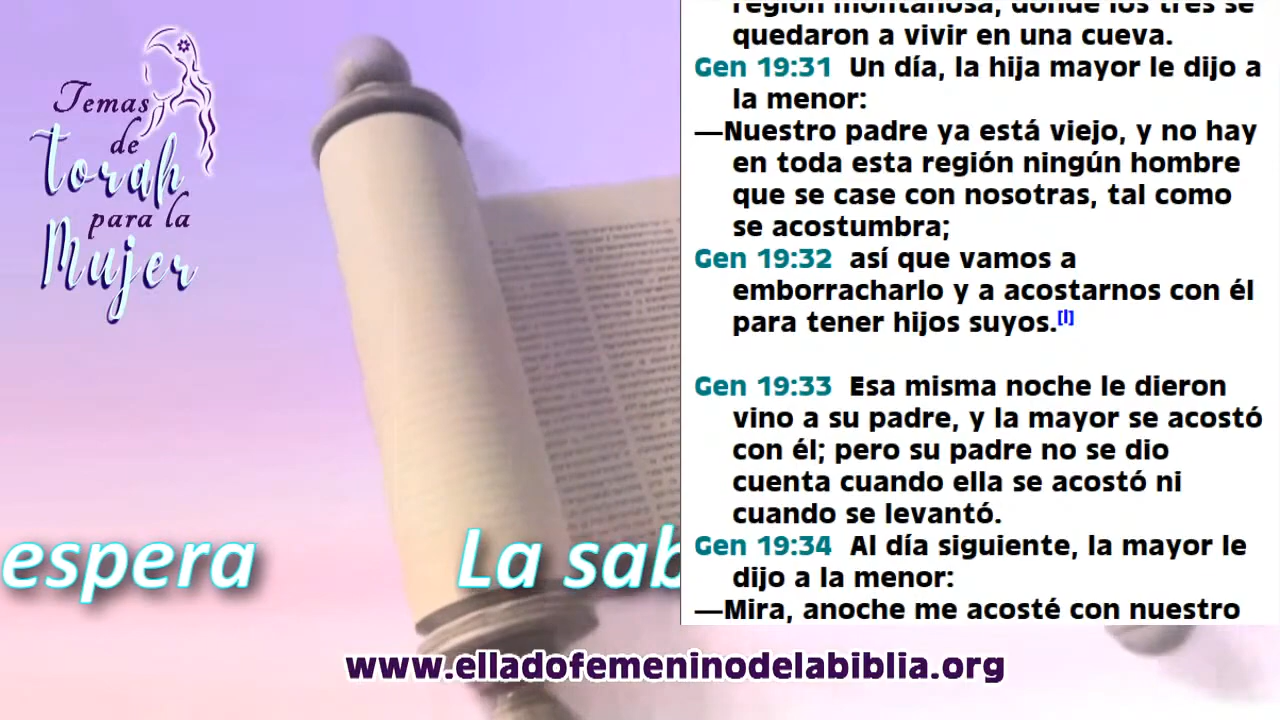 Temas
de
torah
para la
Mujer
región montañosa, donde los tres se
quedaron a vivir en una cueva.
Gen 19:31 Un día, la hija mayor le dijo a
la menor:
—Nuestro padre ya está viejo, y no hay
en toda esta región ningún hombre
que se case con nosotras, tal como
se acostumbra;
Gen 19:32 así que vamos a
emborracharlo y a acostarnos con él
para tener hijos suyos.[l]
Gen 19:33 Esa misma noche le dieron
vino a su padre, y la mayor se acostó
con él; pero su padre no se dio
cuenta cuando ella se acostó ni
cuando se levantó.
Gen 19:34 Al día siguiente, la mayor le
dijo a la menor:
—Mira, anoche me acosté con nuestro
espera La sab
www.elladofemeninodelabiblia.org